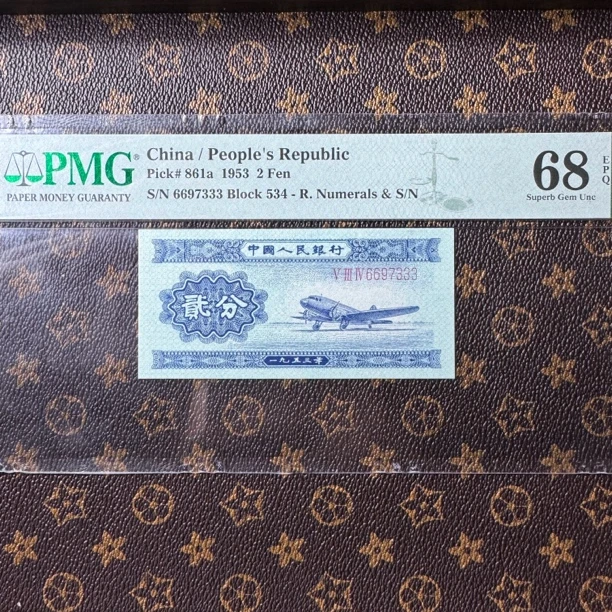 PMG®
PAPER MONEY GUARANTY
China / People's Republic
Pick# 861a 1953 2 Fen
S/N 6697333 Block 534 - R. Numerals & S/N
68
EPQ
Superb Gem Unc
中國人民銀行
V III IV 6697333
貳分
一九五三年